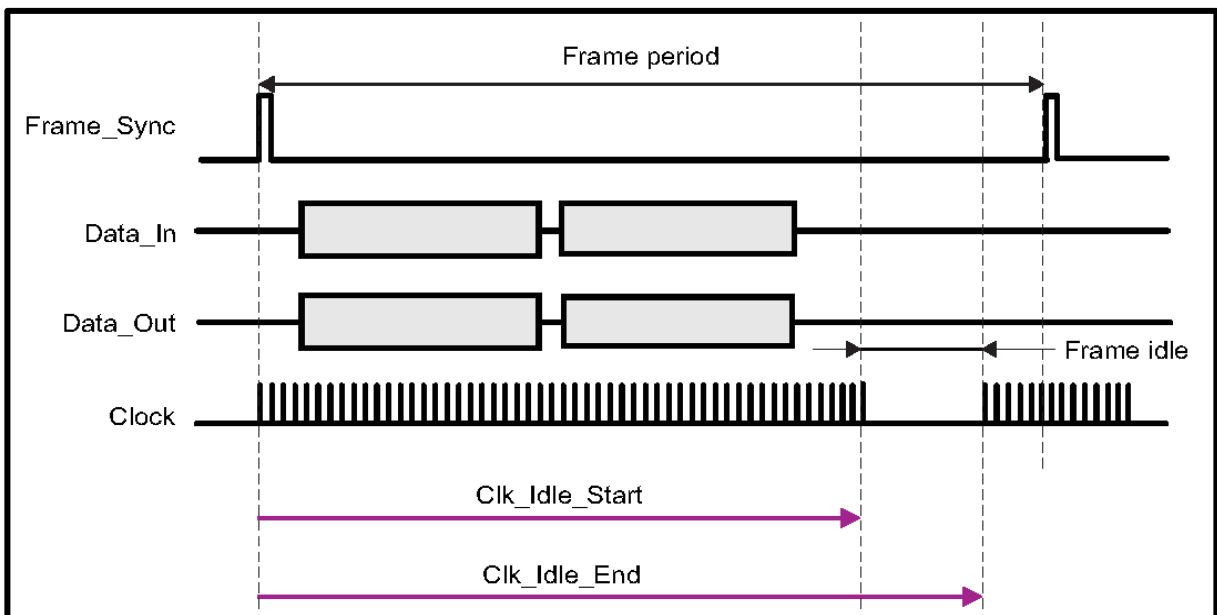 Frame period
Frame_Sync
Data_In
Data_Out
Frame idle
Clock
Clk_Idle_Start
Clk_Idle_End